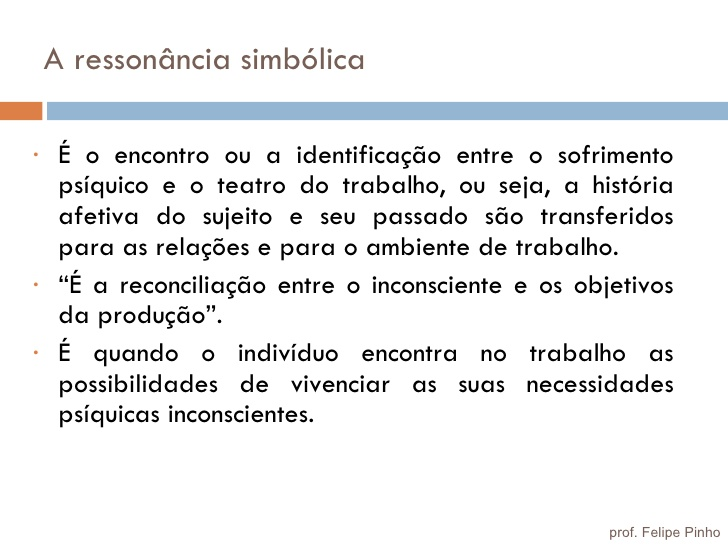 A ressonância simbólica
• É o encontro ou a identificação entre o sofrimento
psíquico e o teatro do trabalho, ou seja, a história
afetiva do sujeito e seu passado são transferidos
para as relações e para o ambiente de trabalho.
• “É a reconciliação entre o inconsciente e os objetivos
da produção”.
• É quando o indivíduo encontra no trabalho as
possibilidades de vivenciar as suas necessidades
psíquicas inconscientes.
prof. Felipe Pinho